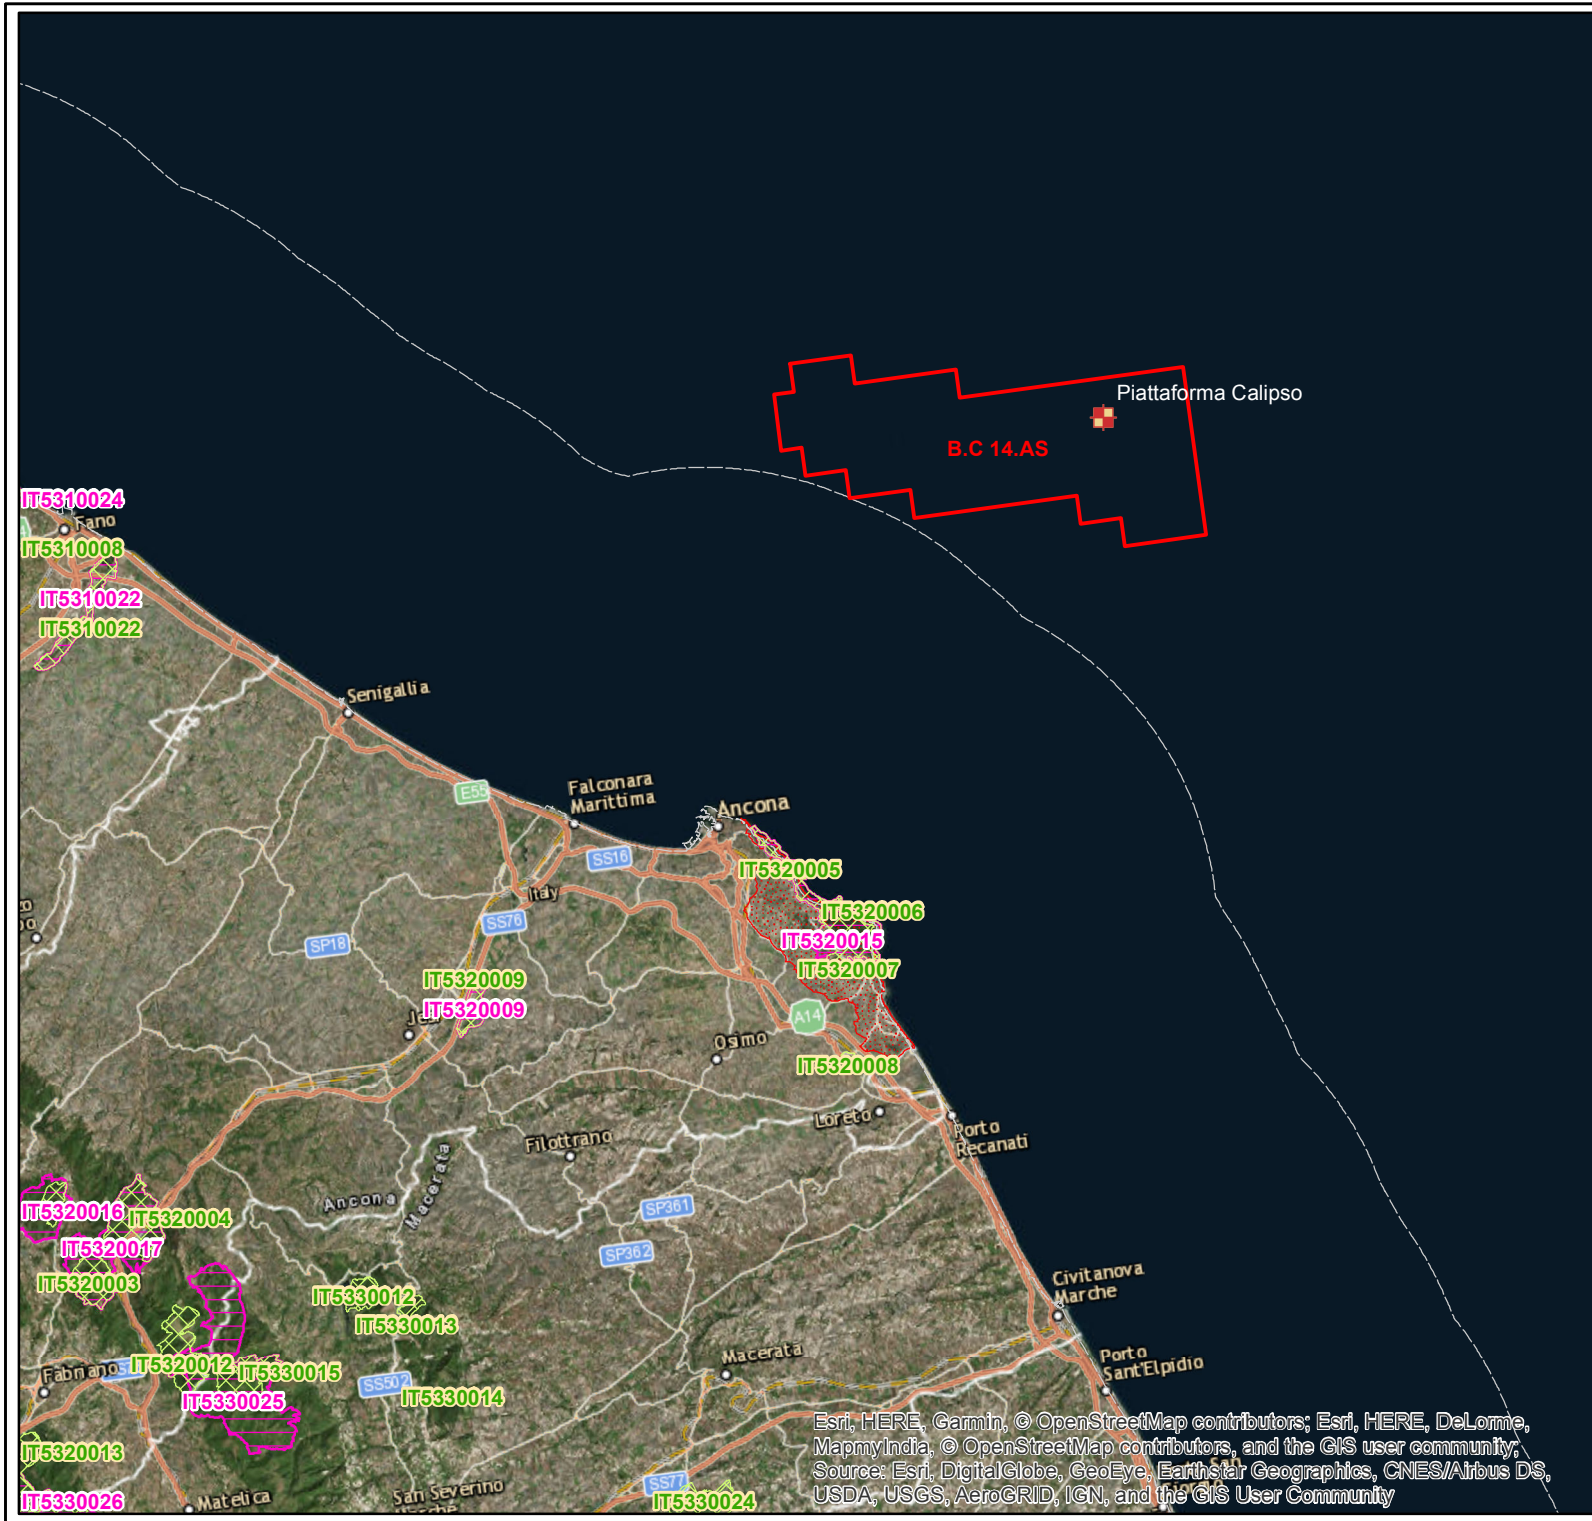 Piattaforma Calipso
B.C 14.AS
IT5310024
Fano
IT5310008
IT5310022
IT5310022
Senigallia
E55
Falconara
Marittima
Ancona
SS16
IT5320005
Italy
SS76
IT5320006
SP18
IT5320015
IT5320007
IT5320009
IT5320009
A14
Osimo
IT5320008
Loreto
Porto
Recanati
Filottrano
Ancona
Macerata
SP361
SP362
IT5320016
IT5320004
IT5320017
IT5320003
IT5330012
IT5330013
Civitanova
Marche
Macerata
Porto
Sant'Elpidio
Fabriano
IT5320012
IT5330015
IT5330025
SS502
IT5330014
IT5320013
IT5330026
Matelica
San Severino
SS77
IT5330024
Esri, HERE, Garmin, © OpenStreetMap contributors; Esri, HERE, DeLorme,
MapmyIndia, © OpenStreetMap contributors, and the GIS user community;
Source: Esri, DigitalGlobe, GeoEye, Earthstar Geographics, CNES/Airbus DS,
USDA, USGS, AeroGRID, IGN, and the GIS User Community